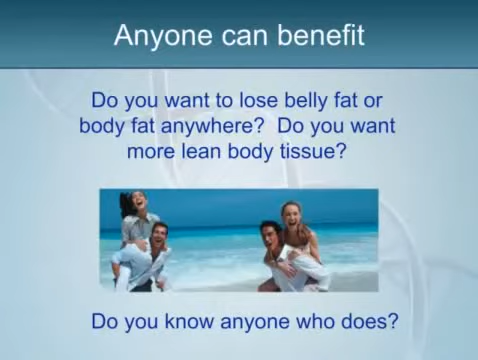 Anyone can benefit
Do you want to lose belly fat or
body fat anywhere?  Do you want
more lean body tissue?
Do you know anyone who does?